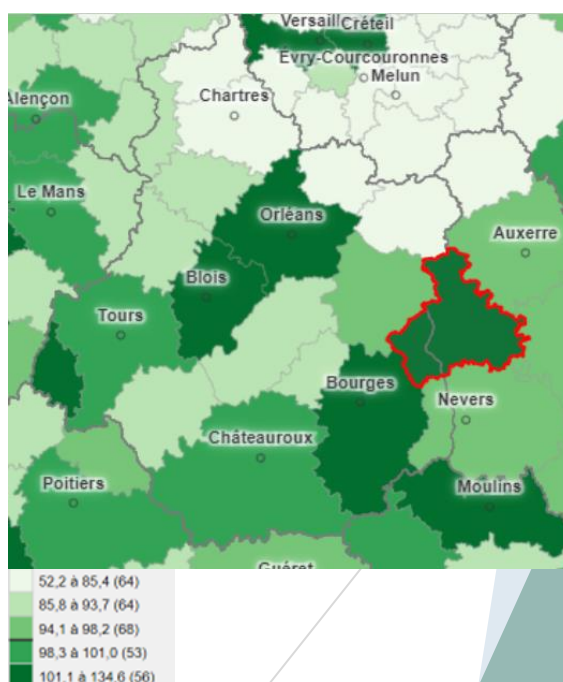 Versaill Créteil
Évry-Courcouronnes
Melun
Alençon
Chartres
Le Mans
Orléans
Auxerre
Blois
Tours
Bourges
Nevers
Châteauroux
Poitiers
Moulins
Guéret
52,2 à 85,4 (64)
85,8 à 93,7 (64)
94,1 à 98,2 (68)
98,3 à 101,0 (53)
101,1 à 134,6 (56)